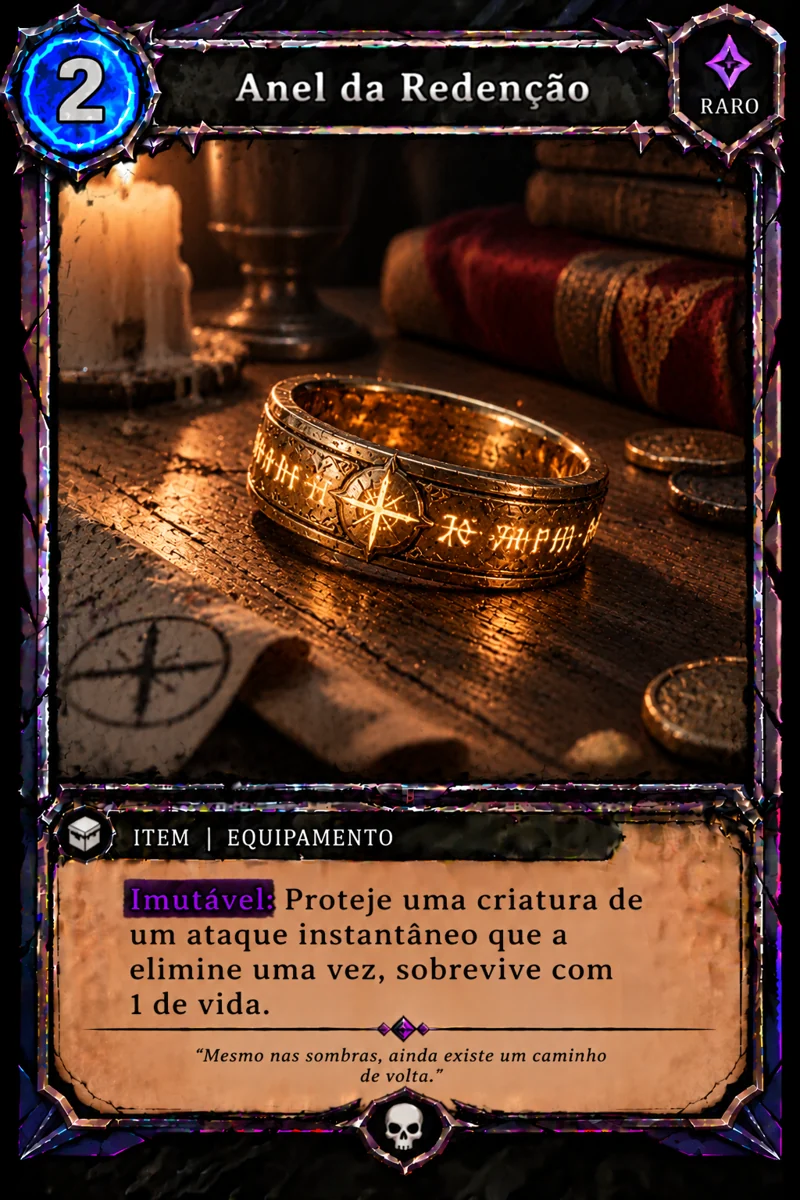 2
Anel da Redenção
RARO
ITEM | EQUIPAMENTO
Imutável: Proteje uma criatura de
um ataque instantâneo que a
elimine uma vez, sobrevive com
1 de vida.
“Mesmo nas sombras, ainda existe um caminho
de volta.”